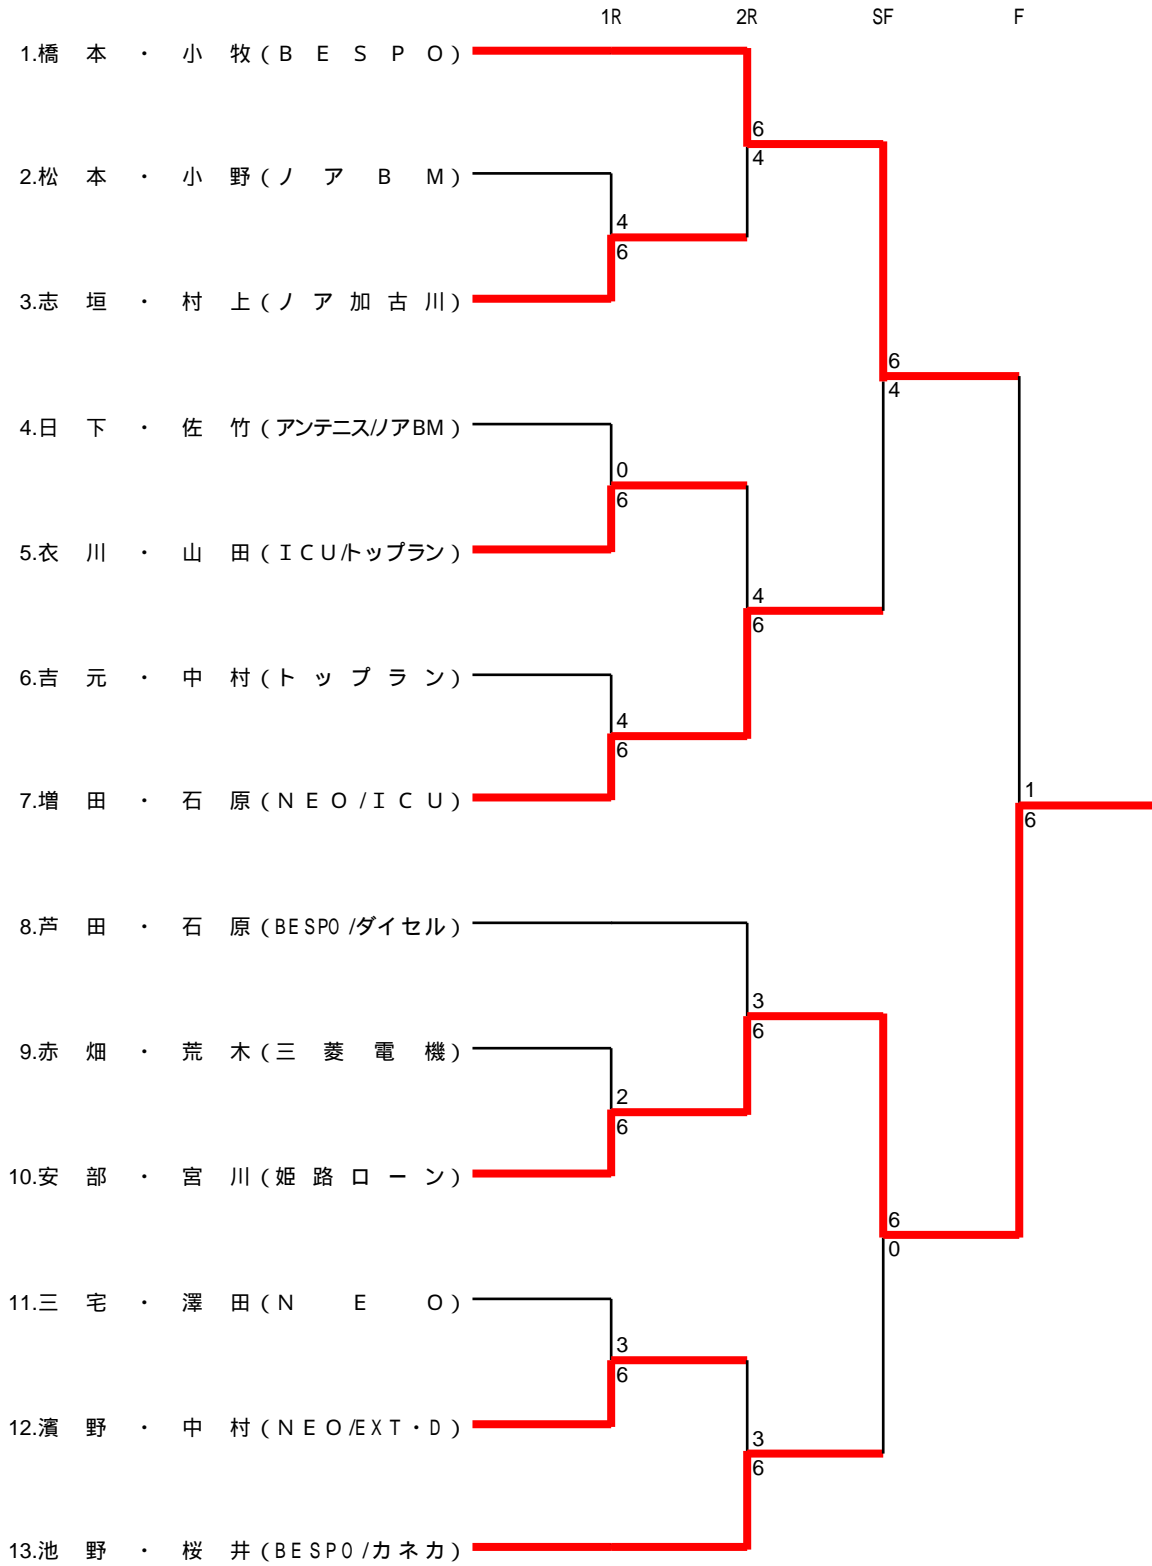 1R 2R SF F
1.橋本・小牧(BESPO)
6
4
2.松本・小野(ノアBM)
4
6
3.志垣・村上(ノア加古川)
6
4
4.日下・佐竹(アンテニス/ノアBM)
0
6
5.衣川・山田(ICU/トップラン)
4
6
6.吉元・中村(トップラン)
4
6
7.増田・石原(NEO/ICU)
1
6
8.芦田・石原(BESPO/ダイセル)
3
6
9.赤畑・荒木(三菱電機)
2
6
10.安部・宮川(姫路ローン)
6
0
11.三宅・澤田(NEO)
3
6
12.濱野・中村(NEO/EXT・D)
3
6
13.池野・桜井(BESPO/カネカ)